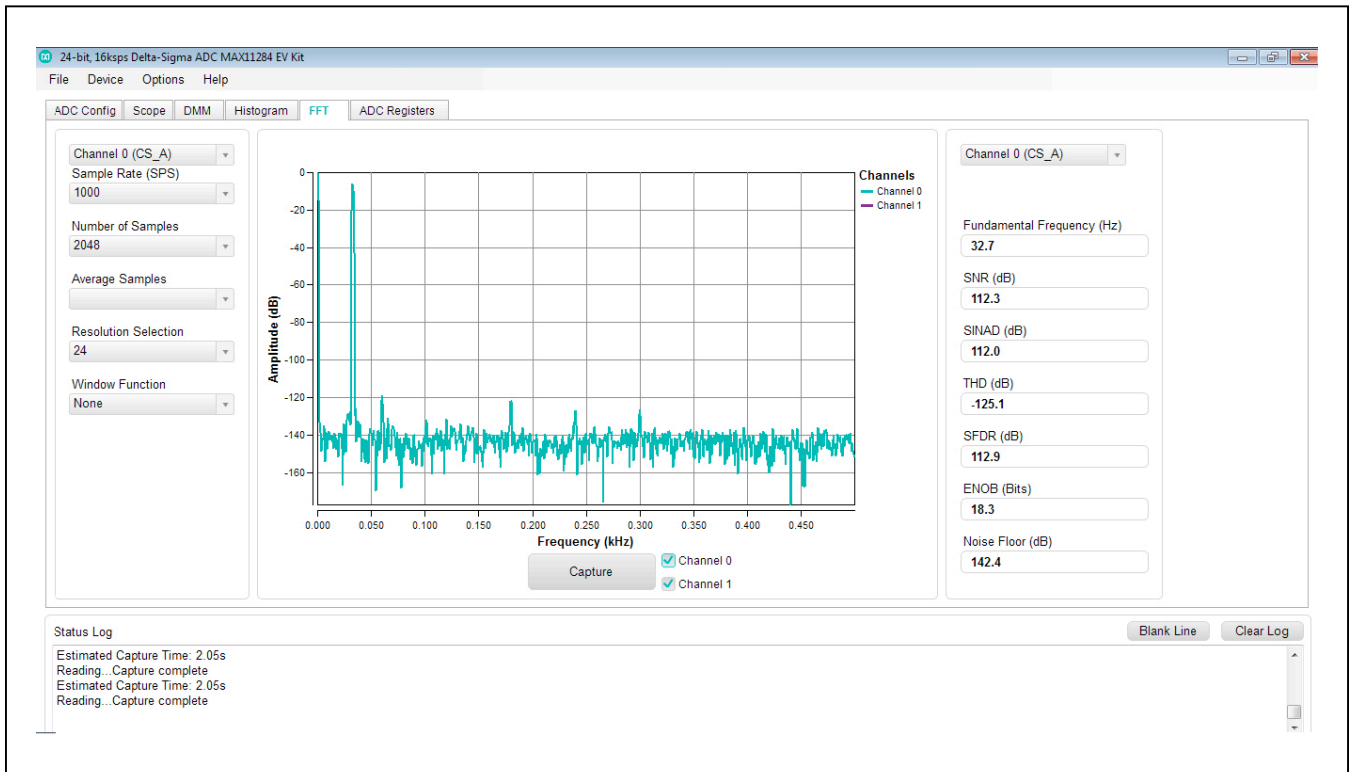 24-bit, 16ksps Delta-Sigma ADC MAX11284 EV Kit
File Device Options Help
ADC Config Scope DMM Histogram FFT ADC Registers
Channel 0 (CS_A)
Sample Rate (SPS)
1000
Number of Samples
2048
Average Samples
Resolution Selection
24
Window Function
None
Amplitude (dB)
0
-20
-40
-60
-80
-100
-120
-140
-160
0.000 0.050 0.100 0.150 0.200 0.250 0.300 0.350 0.400 0.450
Frequency (kHz)
Channels
Channel 0
Channel 1
Capture
Channel 0
Channel 1
Channel 0 (CS_A)
Fundamental Frequency (Hz)
32.7
SNR (dB)
112.3
SINAD (dB)
112.0
THD (dB)
-125.1
SFDR (dB)
112.9
ENOB (Bits)
18.3
Noise Floor (dB)
142.4
Status Log
Blank Line Clear Log
Estimated Capture Time: 2.05s
Reading...Capture complete
Estimated Capture Time: 2.05s
Reading...Capture complete